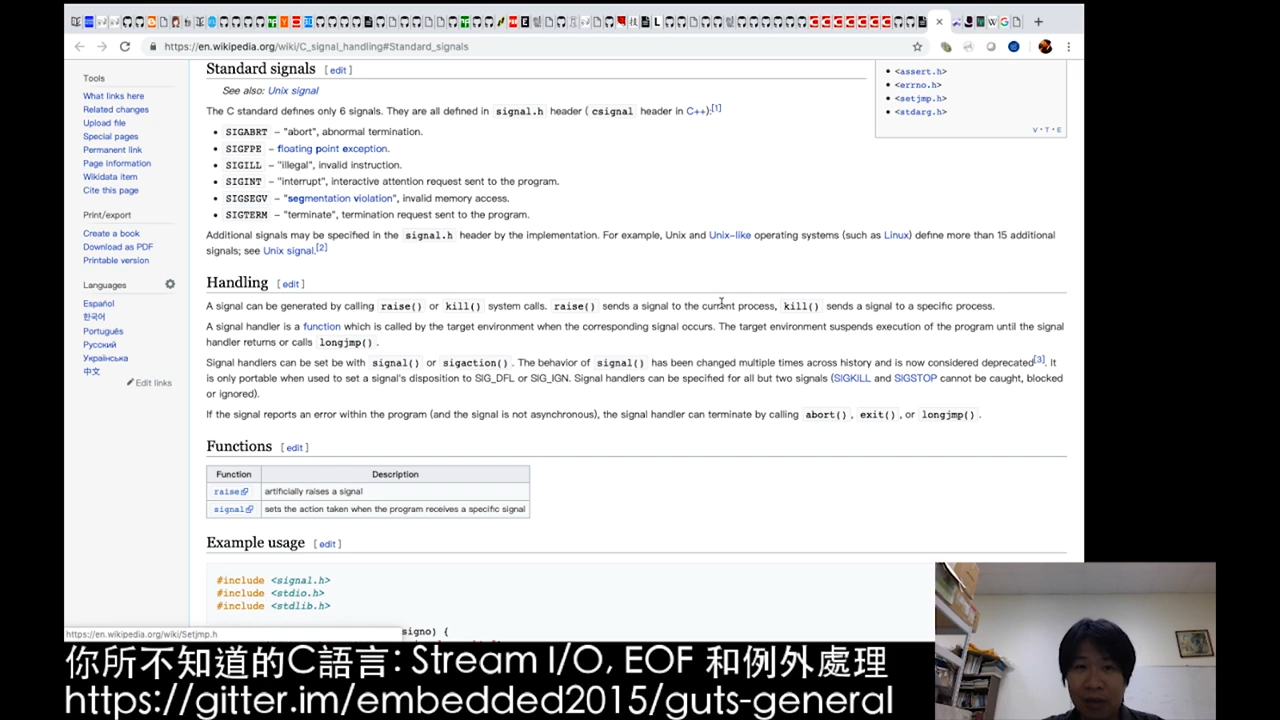 https://en.wikipedia.org/wiki/C_signal_handling#Standard_signals
Tools
What links here
Related changes
Upload file
Special pages
Permanent link
Page information
Wikidata item
Cite this page
Print/export
Create a book
Download as PDF
Printable version
Languages
Español
한국어
Português
Русский
Українська
中文
Edit links
Standard signals [ edit ]
See also: Unix signal
The C standard defines only 6 signals. They are all defined in signal.h header ( csignal header in C++):[1]
• SIGABRT – "abort", abnormal termination.
• SIGFPE – floating point exception.
• SIGILL – "illegal", invalid instruction.
• SIGINT – "interrupt", interactive attention request sent to the program.
• SIGSEGV – "segmentation violation", invalid memory access.
• SIGTERM – "terminate", termination request sent to the program.
Additional signals may be specified in the signal.h header by the implementation. For example, Unix and Unix-like operating systems (such as Linux) define more than 15 additional
signals; see Unix signal.[2]
• <assert.h>
• <errno.h>
• <setjmp.h>
• <stdarg.h>
V · T · E
Handling [ edit ]
A signal can be generated by calling raise() or kill() system calls. raise() sends a signal to the current process, kill() sends a signal to a specific process.
A signal handler is a function which is called by the target environment when the corresponding signal occurs. The target environment suspends execution of the program until the signal
handler returns or calls longjmp() .
Signal handlers can be set be with signal() or sigaction() . The behavior of signal() has been changed multiple times across history and is now considered deprecated[3]. It
is only portable when used to set a signal's disposition to SIG_DFL or SIG_IGN. Signal handlers can be specified for all but two signals (SIGKILL and SIGSTOP cannot be caught, blocked
or ignored).
If the signal reports an error within the program (and the signal is not asynchronous), the signal handler can terminate by calling abort() , exit() , or longjmp() .
Functions [ edit ]
Function Description
raise artificially raises a signal
signal sets the action taken when the program receives a specific signal
Example usage [ edit ]
#include <signal.h>
#include <stdio.h>
#include <stdlib.h>
signo) {
https://en.wikipedia.org/wiki/Setjmp.h
你所不知道的C語言: Stream I/O, EOF 和例外處理
https://gitter.im/embedded2015/guts-general